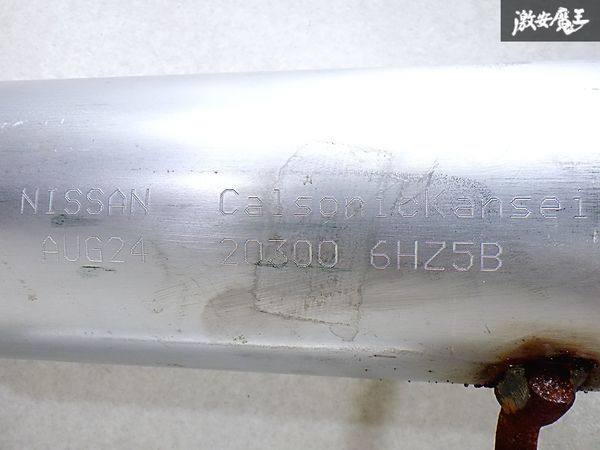 激安魔王
NISSAN Calsonickansei
AUG24 20300 6HZ5B